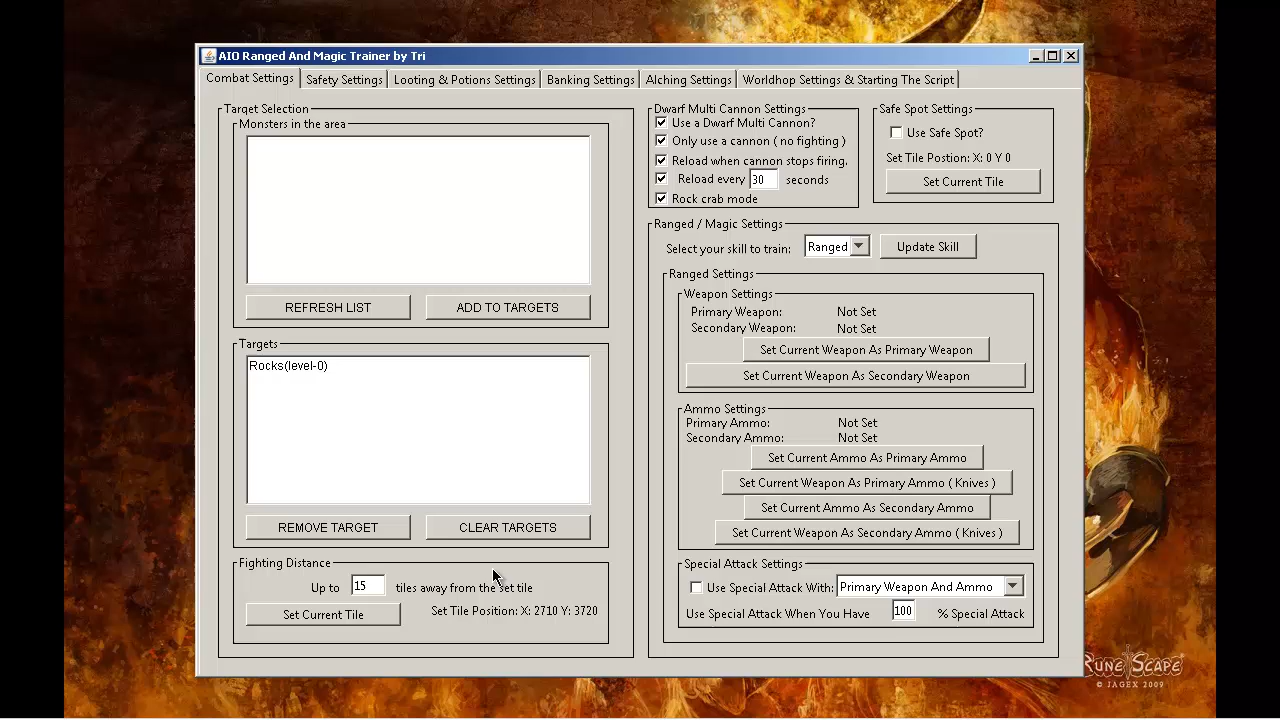 AIO Ranged And Magic Trainer by Tri
Combat Settings Safety Settings Looting & Potions Settings Banking Settings Alching Settings Worldhop Settings & Starting The Script
Target Selection
Monsters in the area
REFRESH LIST ADD TO TARGETS
Targets
Rocks(level-0)
REMOVE TARGET CLEAR TARGETS
Fighting Distance
Up to 15 tiles away from the set tile
Set Current Tile Set Tile Position: X: 2710 Y: 3720
Dwarf Multi Cannon Settings
Use a Dwarf Multi Cannon?
Only use a cannon ( no fighting )
Reload when cannon stops firing.
Reload every 30 seconds
Rock crab mode
Safe Spot Settings
Use Safe Spot?
Set Tile Postion: X: 0 Y 0
Set Current Tile
Ranged / Magic Settings
Select your skill to train: Ranged Update Skill
Ranged Settings
Weapon Settings
Primary Weapon: Not Set
Secondary Weapon: Not Set
Set Current Weapon As Primary Weapon
Set Current Weapon As Secondary Weapon
Ammo Settings
Primary Ammo: Not Set
Secondary Ammo: Not Set
Set Current Ammo As Primary Ammo
Set Current Weapon As Primary Ammo ( Knives )
Set Current Ammo As Secondary Ammo
Set Current Weapon As Secondary Ammo ( Knives )
Special Attack Settings
Use Special Attack With: Primary Weapon And Ammo
Use Special Attack When You Have 100 % Special Attack
RuneScape
© JAGEX 2009